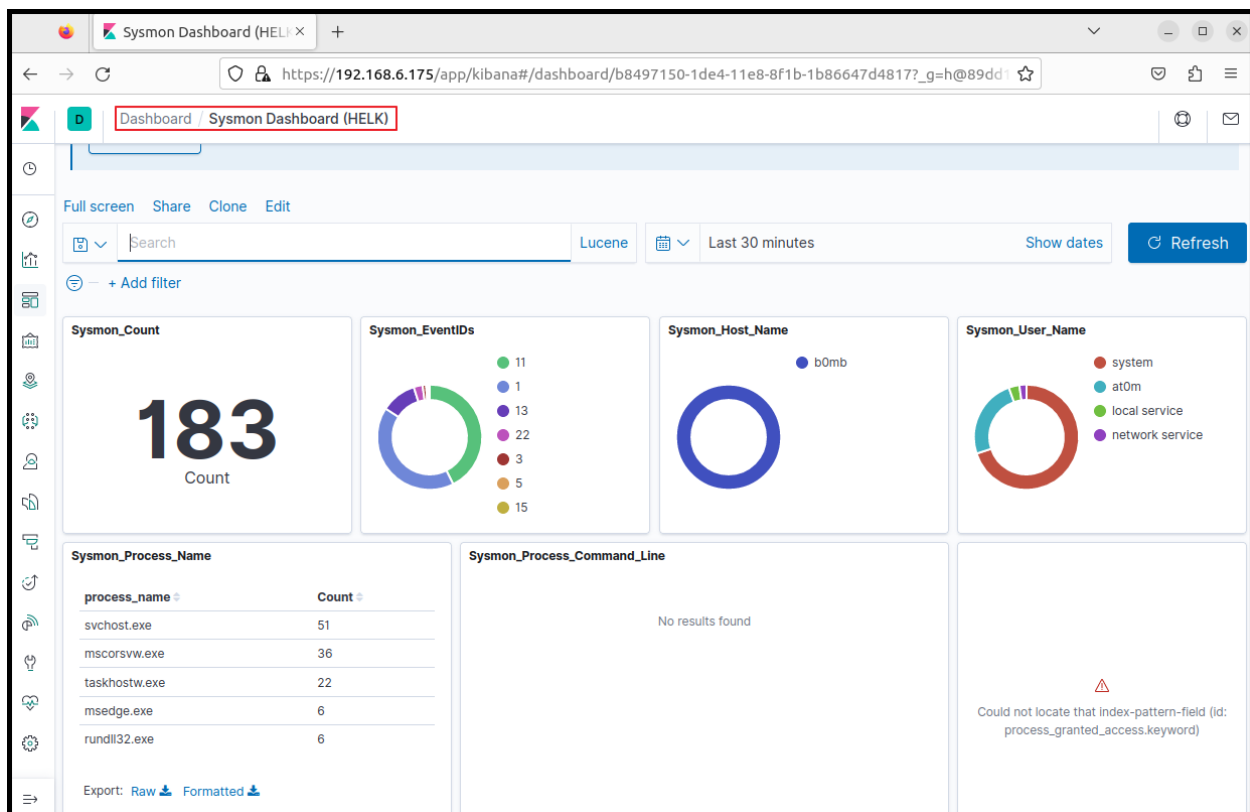 Sysmon Dashboard (HELK
https://192.168.6.175/app/kibana#/dashboard/b8497150-1de4-11e8-8f1b-1b86647d4817?_g=h@89dd1
D
Dashboard / Sysmon Dashboard (HELK)
Full screen Share Clone Edit
Search Lucene Last 30 minutes Show dates Refresh
+ Add filter
Sysmon_Count
183
Count
Sysmon_EventIDs
11
1
13
22
3
5
15
Sysmon_Host_Name
b0mb
Sysmon_User_Name
system
at0m
local service
network service
Sysmon_Process_Name
process_name Count
svchost.exe 51
mscorsvw.exe 36
taskhostw.exe 22
msedge.exe 6
rundll32.exe 6
Export: Raw Formatted
Sysmon_Process_Command_Line
No results found
Could not locate that index-pattern-field (id:
process_granted_access.keyword)